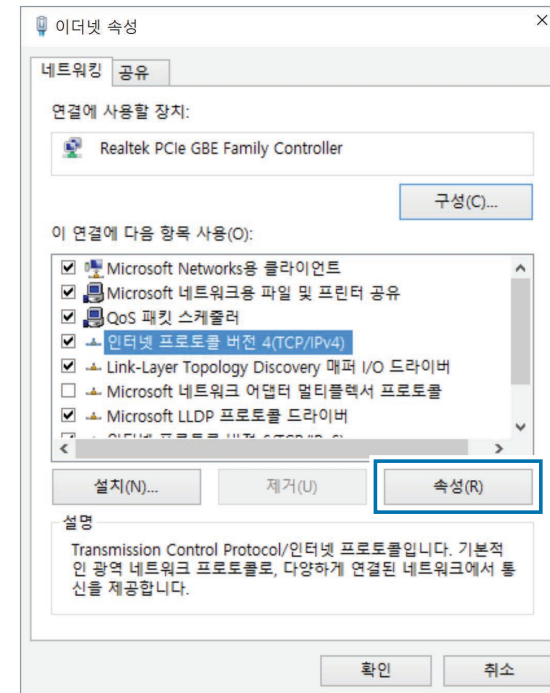 이더넷 속성
네트워킹
공유
연결에 사용할 장치:
Realtek PCIe GBE Family Controller
구성(C)...
이 연결에 다음 항목 사용(O):
Microsoft Networks용 클라이언트
Microsoft 네트워크용 파일 및 프린터 공유
QoS 패킷 스케줄러
인터넷 프로토콜 버전 4(TCP/IPv4)
Link-Layer Topology Discovery 매퍼 I/O 드라이버
Microsoft 네트워크 어댑터 멀티플렉서 프로토콜
Microsoft LLDP 프로토콜 드라이버
설치(N)...
제거(U)
속성(R)
설명
Transmission Control Protocol/인터넷 프로토콜입니다. 기본적
인 광역 네트워크 프로토콜로, 다양하게 연결된 네트워크에서 통
신을 제공합니다.
확인
취소